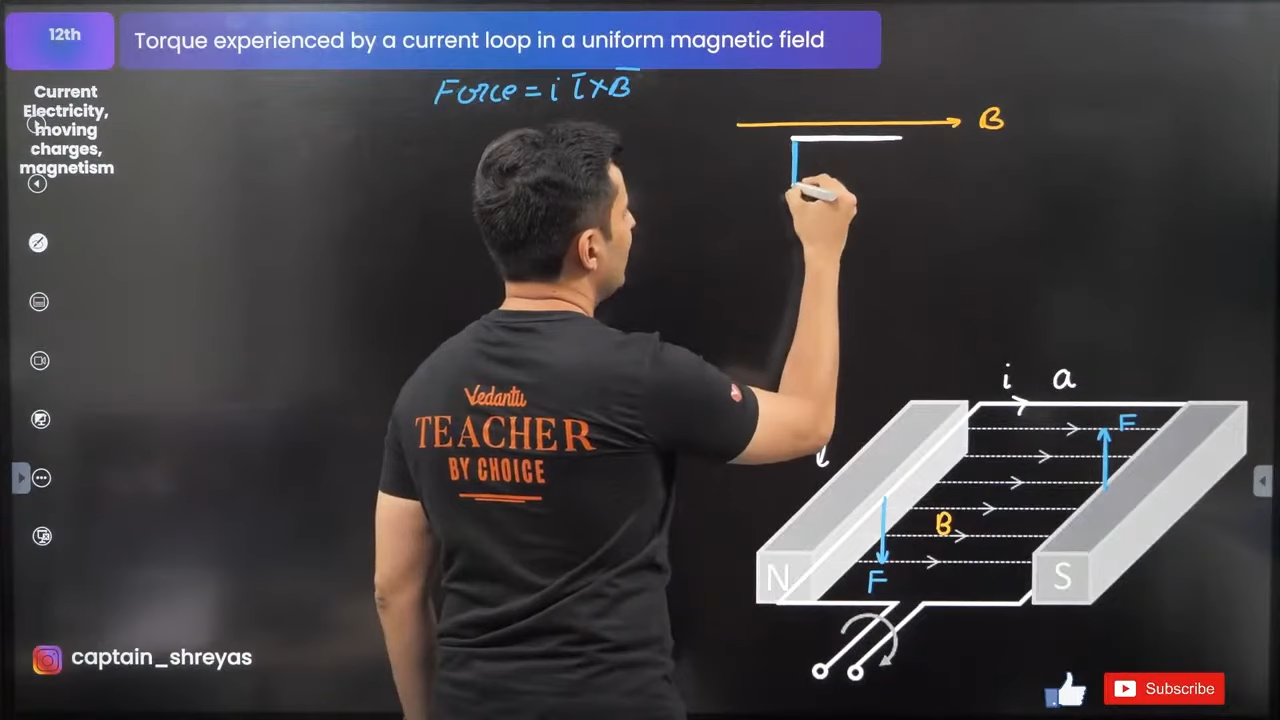 12th
Torque experienced by a current loop in a uniform magnetic field
Current
Electricity,
moving
charges,
magnetism
Force = i l̅ × B̅
B
i a
F
B
F
N
S
Vedantu
TEACHER
BY CHOICE
captain_shreyas
Subscribe